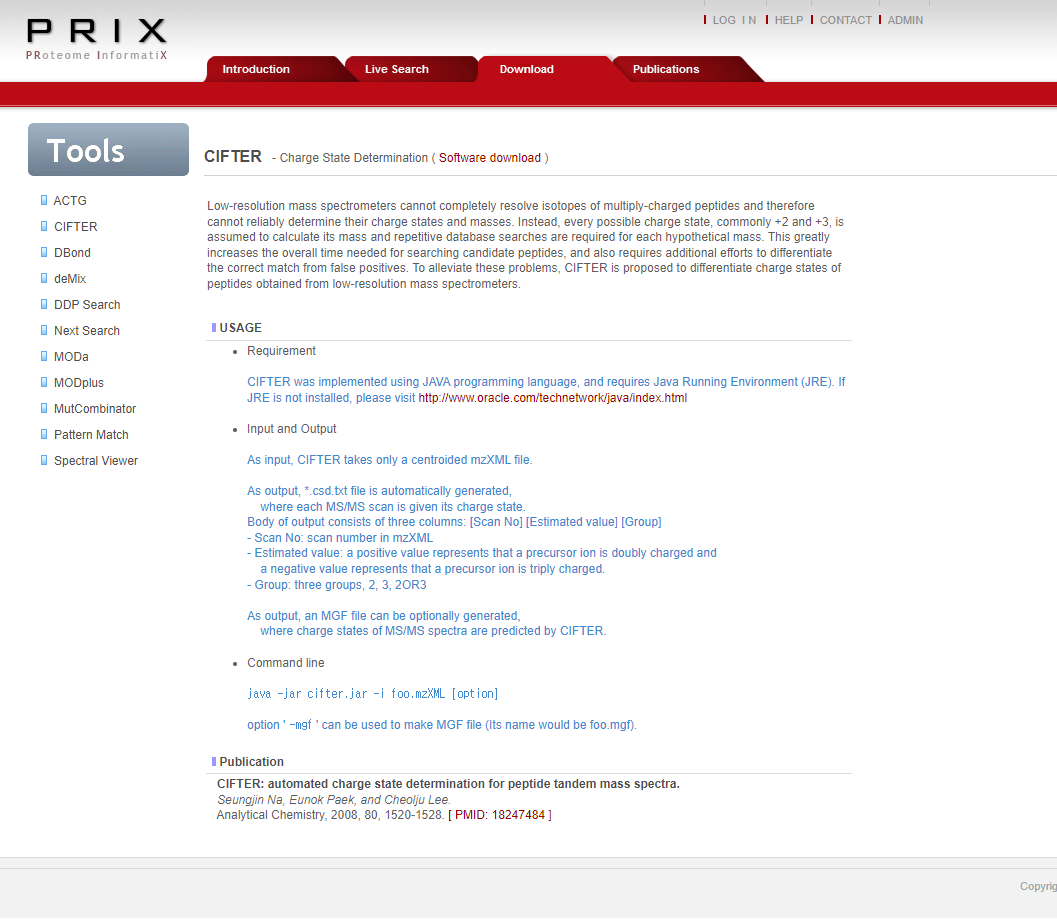 PRIX
PRoteome InformatiX
LOG IN
HELP
CONTACT
ADMIN
Introduction
Live Search
Download
Publications
Tools
ACTG
CIFTER
DBond
deMix
DDP Search
Next Search
MODa
MODplus
MutCombinator
Pattern Match
Spectral Viewer
CIFTER - Charge State Determination ( Software download )
Low-resolution mass spectrometers cannot completely resolve isotopes of multiply-charged peptides and therefore
cannot reliably determine their charge states and masses. Instead, every possible charge state, commonly +2 and +3, is
assumed to calculate its mass and repetitive database searches are required for each hypothetical mass. This greatly
increases the overall time needed for searching candidate peptides, and also requires additional efforts to differentiate
the correct match from false positives. To alleviate these problems, CIFTER is proposed to differentiate charge states of
peptides obtained from low-resolution mass spectrometers.
USAGE
• Requirement
CIFTER was implemented using JAVA programming language, and requires Java Running Environment (JRE). If
JRE is not installed, please visit http://www.oracle.com/technetwork/java/index.html
• Input and Output
As input, CIFTER takes only a centroided mzXML file.
As output, *.csd.txt file is automatically generated,
where each MS/MS scan is given its charge state.
Body of output consists of three columns: [Scan No] [Estimated value] [Group]
- Scan No: scan number in mzXML
- Estimated value: a positive value represents that a precursor ion is doubly charged and
a negative value represents that a precursor ion is triply charged.
- Group: three groups, 2, 3, 2OR3
As output, an MGF file can be optionally generated,
where charge states of MS/MS spectra are predicted by CIFTER.
• Command line
java -jar cifter.jar -i foo.mzXML [option]
option ' -mgf ' can be used to make MGF file (Its name would be foo.mgf).
Publication
CIFTER: automated charge state determination for peptide tandem mass spectra.
Seungjin Na, Eunok Paek, and Cheolju Lee.
Analytical Chemistry, 2008, 80, 1520-1528. [ PMID: 18247484 ]
Copyrig